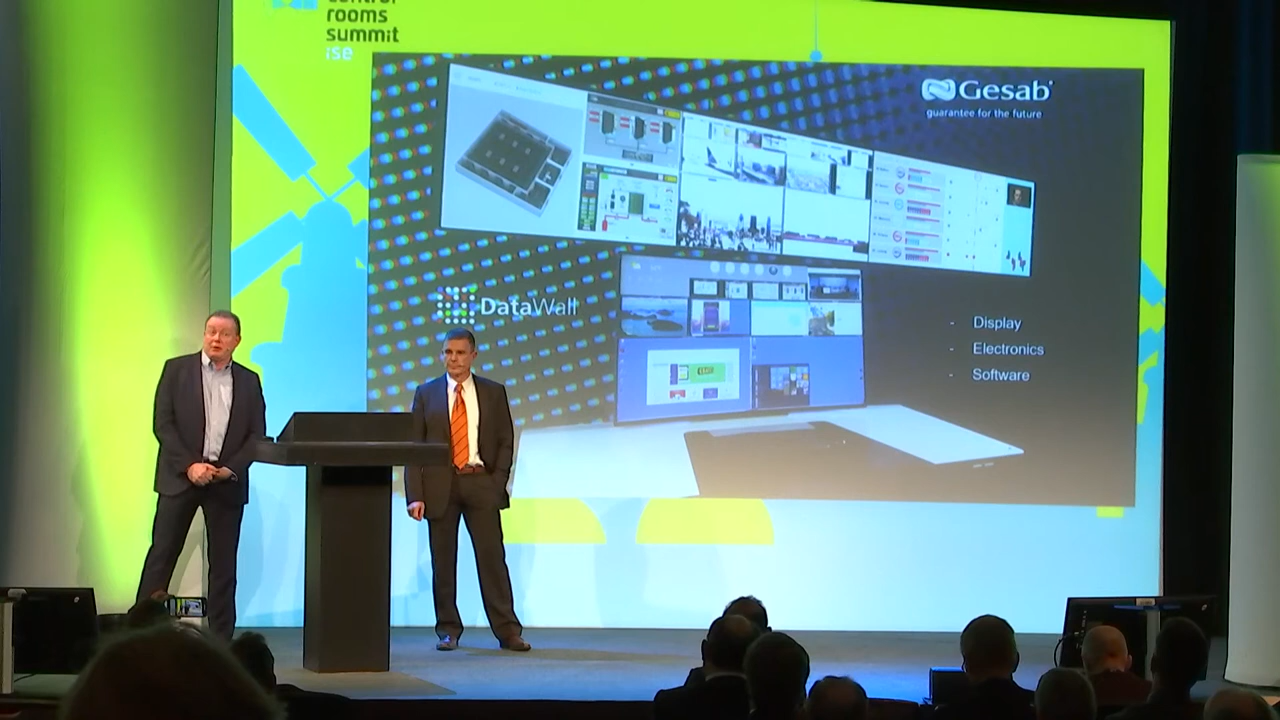 control
rooms
summit
ise
Gesab
guarantee for the future
DataWall
- Display
- Electronics
- Software